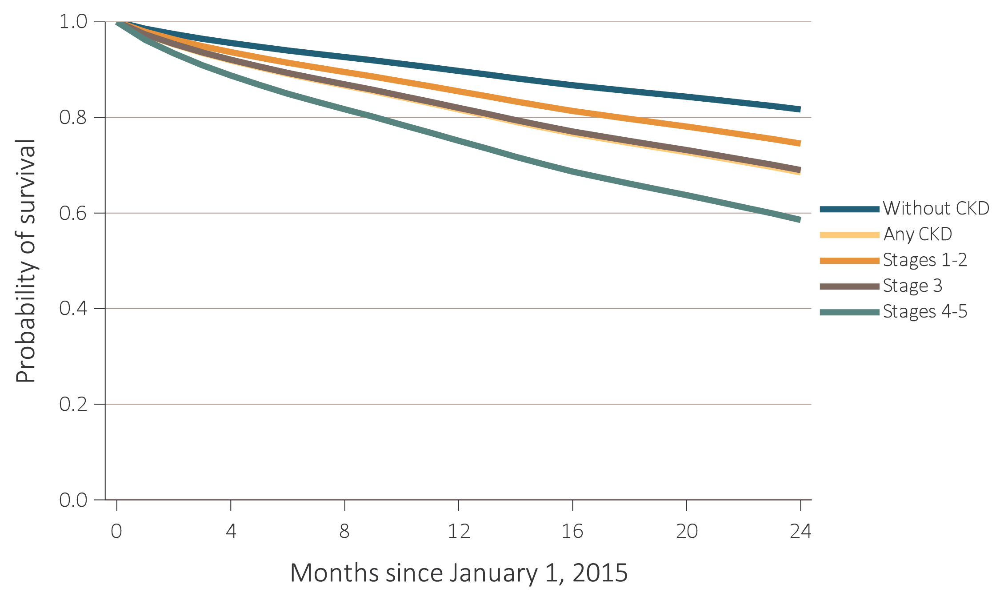 Probability of survival
1.0
0.8
0.6
0.4
0.2
0.0
0 4 8 12 16 20 24
Months since January 1, 2015
Without CKD
Any CKD
Stages 1-2
Stage 3
Stages 4-5